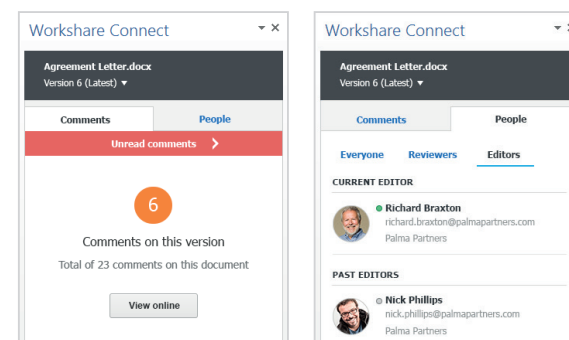 Workshare Connect
Agreement Letter.docx
Version 6 (Latest)
Comments People
Unread comments
6
Comments on this version
Total of 23 comments on this document
View online
Workshare Connect
Agreement Letter.docx
Version 6 (Latest)
Comments People
Everyone Reviewers Editors
CURRENT EDITOR
Richard Braxton
richard.braxton@palmapartners.com
Palma Partners
PAST EDITORS
Nick Phillips
nick.phillips@palmapartners.com
Palma Partners